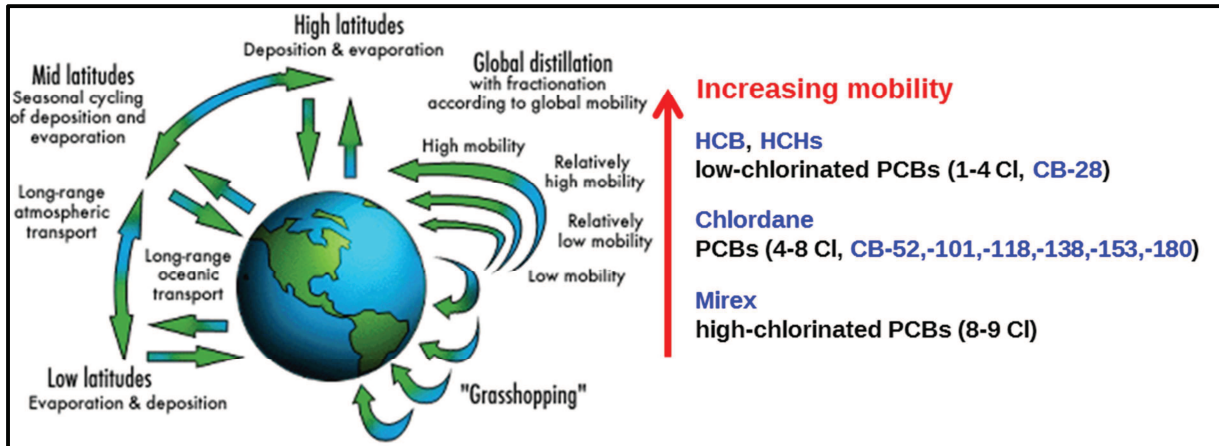 High latitudes
Deposition & evaporation
Mid latitudes
Seasonal cycling
of deposition and
evaporation
Global distillation
with fractionation
according to global mobility
High mobility
Relatively
high mobility
Long-range
atmospheric
transport
Relatively
low mobility
Long-range
oceanic
transport
Low mobility
Low latitudes
Evaporation & deposition
"Grasshopping"
Increasing mobility
HCB, HCHs
low-chlorinated PCBs (1-4 Cl, CB-28)
Chlordane
PCBs (4-8 Cl, CB-52,-101,-118,-138,-153,-180)
Mirex
high-chlorinated PCBs (8-9 Cl)